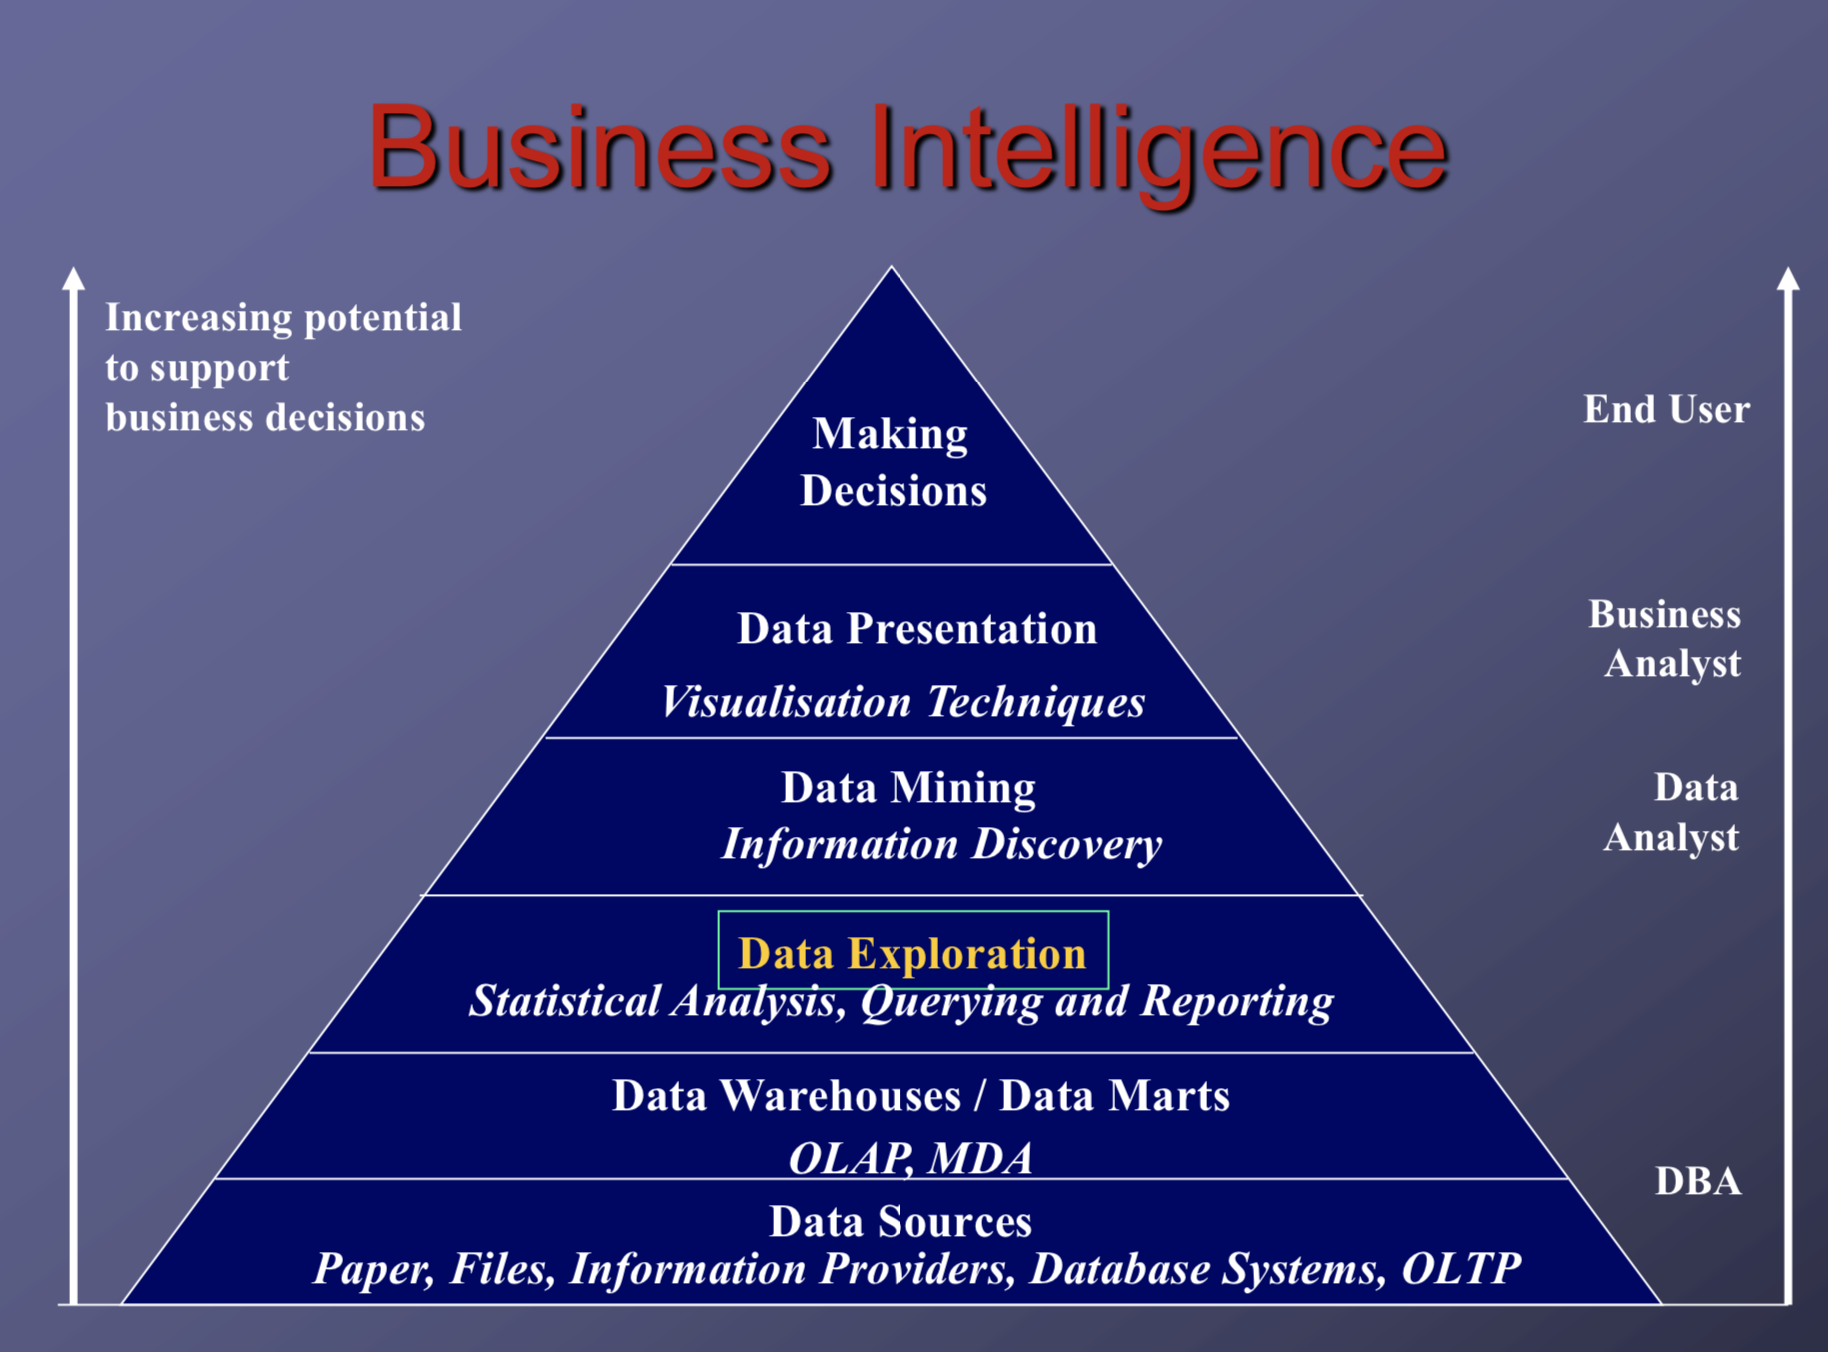 Business Intelligence
Increasing potential
to support
business decisions
Making
Decisions
End User
Data Presentation
Visualisation Techniques
Business
Analyst
Data Mining
Information Discovery
Data
Analyst
Data Exploration
Statistical Analysis, Querying and Reporting
Data Warehouses / Data Marts
OLAP, MDA
DBA
Data Sources
Paper, Files, Information Providers, Database Systems, OLTP